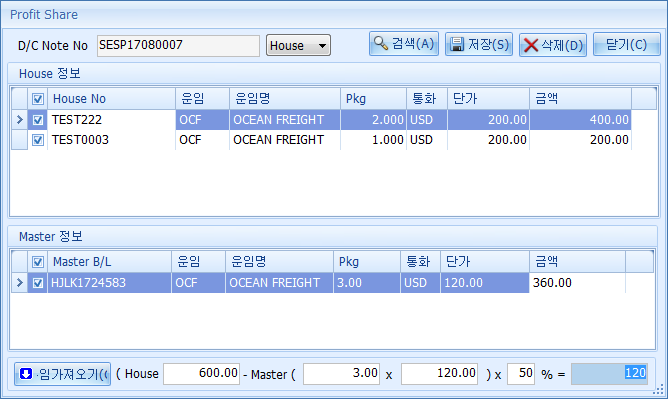 Profit Share
D/C Note No SESP17080007 House 검색(A) 저장(S) 삭제(D) 닫기(C)
House 정보
House No 운임 운임명 Pkg 통화 단가 금액
TEST222 OCF OCEAN FREIGHT 2.000 USD 200.00 400.00
TEST0003 OCF OCEAN FREIGHT 1.000 USD 200.00 200.00
Master 정보
Master B/L 운임 운임명 Pkg 통화 단가 금액
HJLK1724583 OCF OCEAN FREIGHT 3.00 USD 120.00 360.00
임가져오기(( ( House 600.00 - Master ( 3.00 x 120.00 ) x 50 % = 120